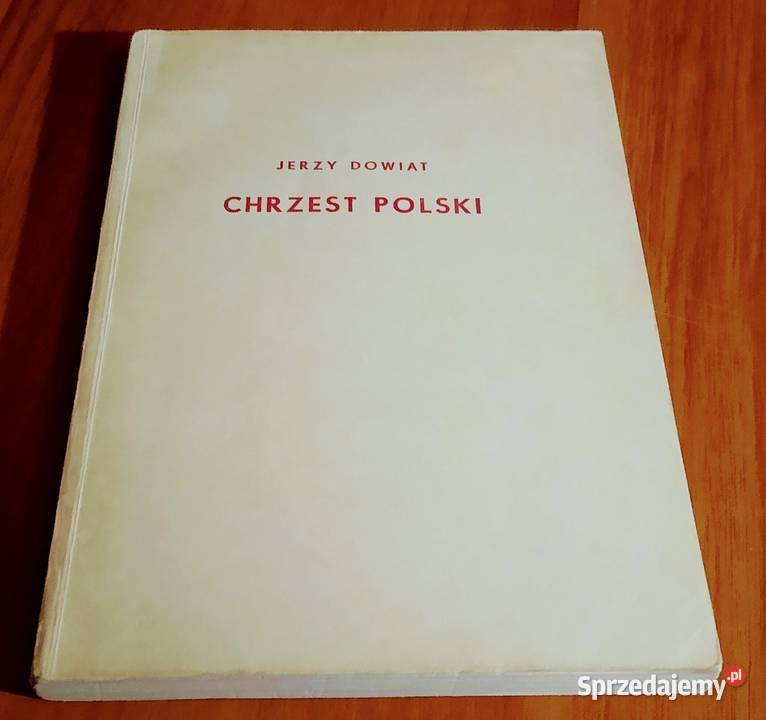 JERZY DOWIAT
CHRZEST POLSKI
Sprzedajemy.pl